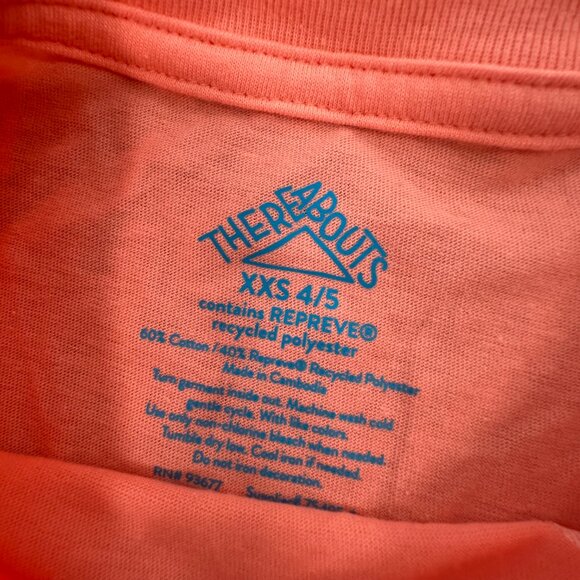 THEREABOUTS
XXS 4/5
contains REPREVE®
recycled polyester
60% Cotton / 40% Repreve® Recycled Polyester
Made in Cambodia
Turn garment inside out. Machine wash cold
gentle cycle. With like colors.
Use only non-chlorine bleach when needed.
Tumble dry low. Cool iron if needed.
Do not iron decoration.
RN# 93677 Supplier#